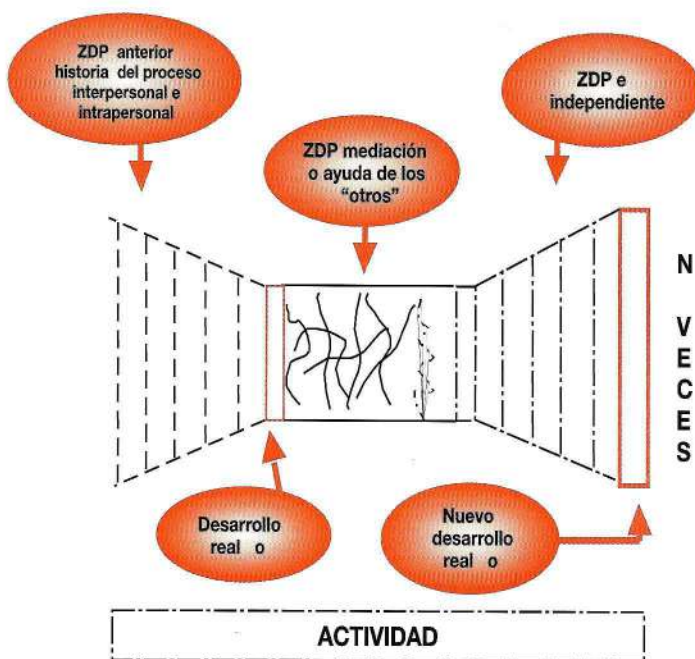 ZDP anterior
historia del proceso
interpersonal e
intrapersonal
ZDP e
independiente
ZDP mediación
o ayuda de los
"otros"
N
VECES
Desarrollo
real o
Nuevo
desarrollo
real o
ACTIVIDAD